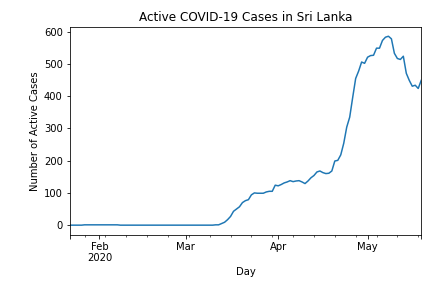 Active COVID-19 Cases in Sri Lanka
Number of Active Cases
600
500
400
300
200
100
0
Feb
2020
Mar
Apr
May
Day